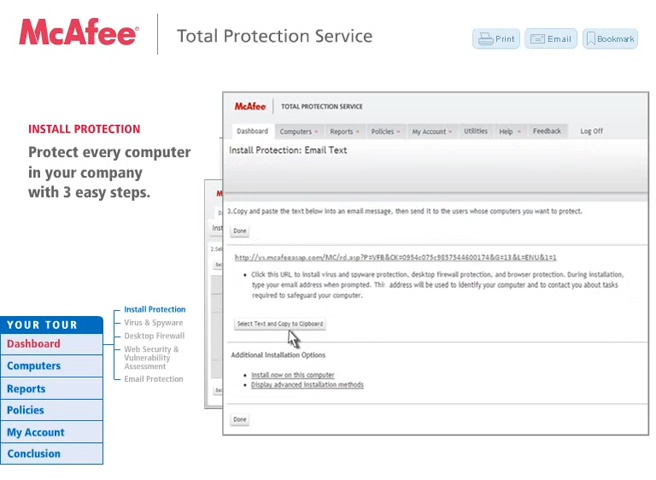 McAfee
Total Protection Service
Print
Email
Bookmark
INSTALL PROTECTION
Protect every computer
in your company
with 3 easy steps.
McAfee
TOTAL PROTECTION SERVICE
Dashboard
Computers
Reports
Policies
My Account
Utilities
Help
Feedback
Log Off
Install Protection: Email Text
3.Copy and paste the text below into an email message, then send it to the users whose computers you want to protect.
Done
http://vs.mcafeeasap.com/MC/rd.asp?P=VFB&CK=0954c075c9857544600174&G=13&L=ENU&1=1
• Click this URL to install virus and spyware protection, desktop firewall protection, and browser protection. During installation,
type your email address when prompted. This address will be used to identify your computer and to contact you about tasks
required to safeguard your computer.
Select Text and Copy to Clipboard
Additional Installation Options
• Install now on this computer
• Display advanced installation methods
Done
YOUR TOUR
Dashboard
Computers
Reports
Policies
My Account
Conclusion
Install Protection
Virus & Spyware
Desktop Firewall
Web Security &
Vulnerability
Assessment
Email Protection